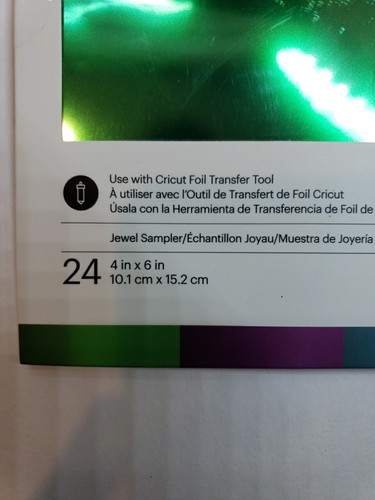 Use with Cricut Foil Transfer Tool
À utiliser avec l'Outil de Transfert de Foil Cricut
Úsala con la Herramienta de Transferencia de Foil de
Jewel Sampler/Échantillon Joyau/Muestra de Joyería
24
4 in x 6 in
10.1 cm x 15.2 cm